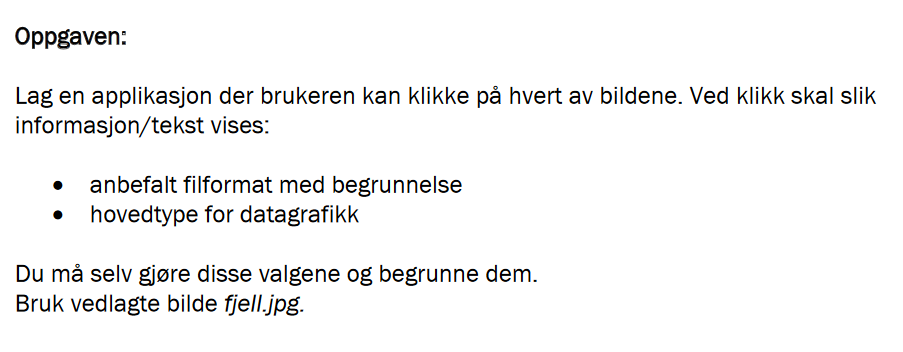 Oppgaven:
Lag en applikasjon der brukeren kan klikke på hvert av bildene. Ved klikk skal slik
informasjon/tekst vises:
• anbefalt filformat med begrunnelse
• hovedtype for datagrafikk
Du må selv gjøre disse valgene og begrunne dem.
Bruk vedlagte bilde fjell.jpg.